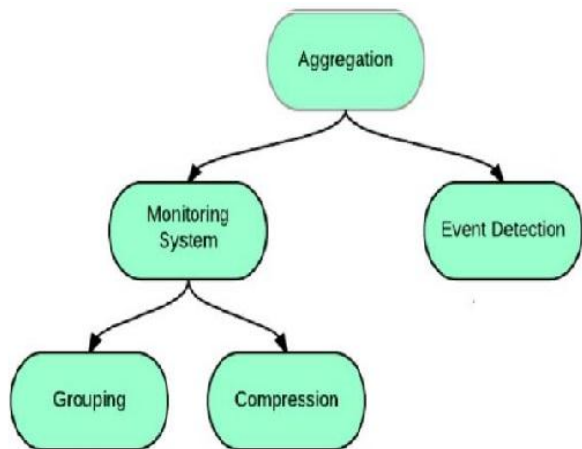 Aggregation
Monitoring
System
Event Detection
Grouping
Compression